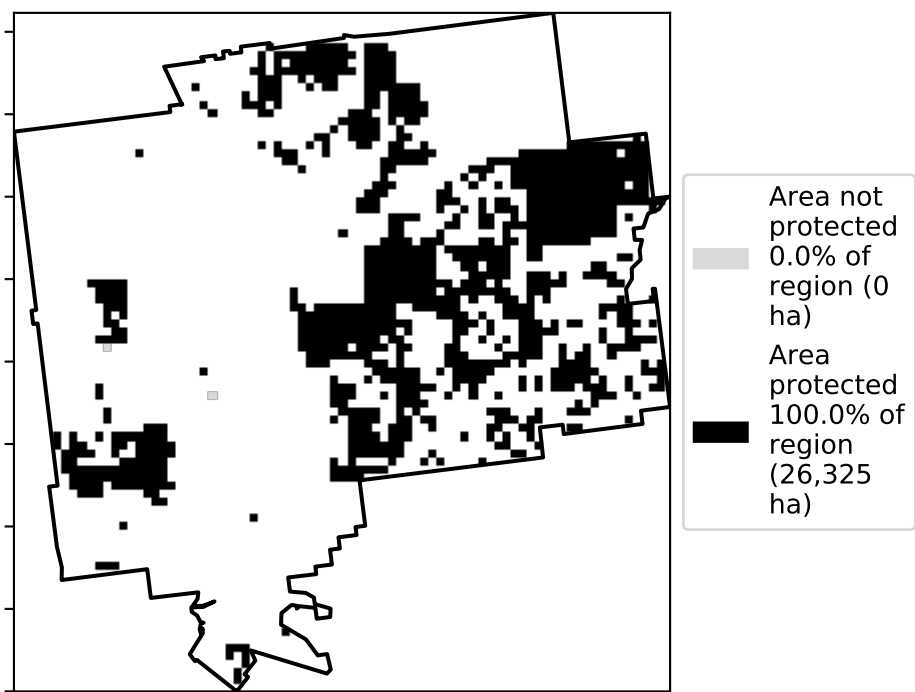 Area not
protected
0.0% of
region (0
ha)
Area
protected
100.0% of
region
(26,325
ha)